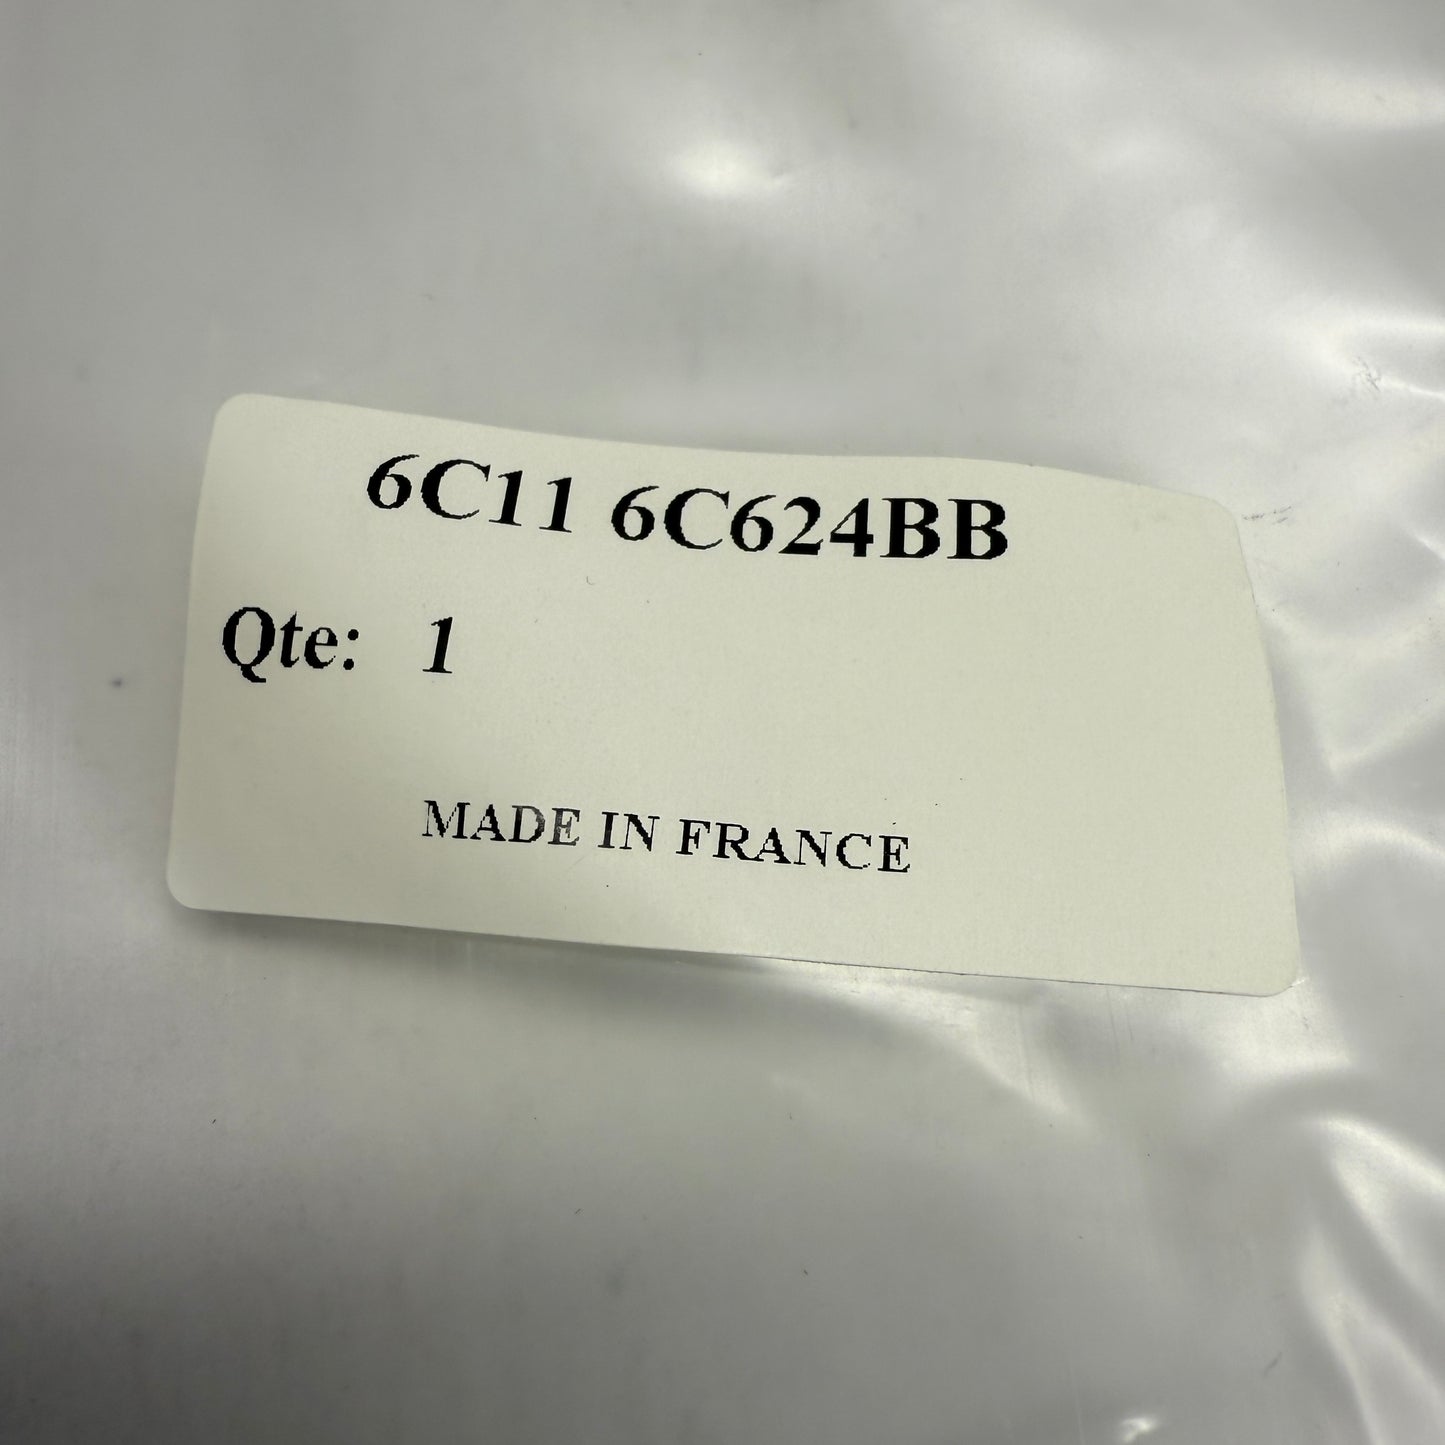 6C11 6C624BB
Qte: 1
MADE IN FRANCE